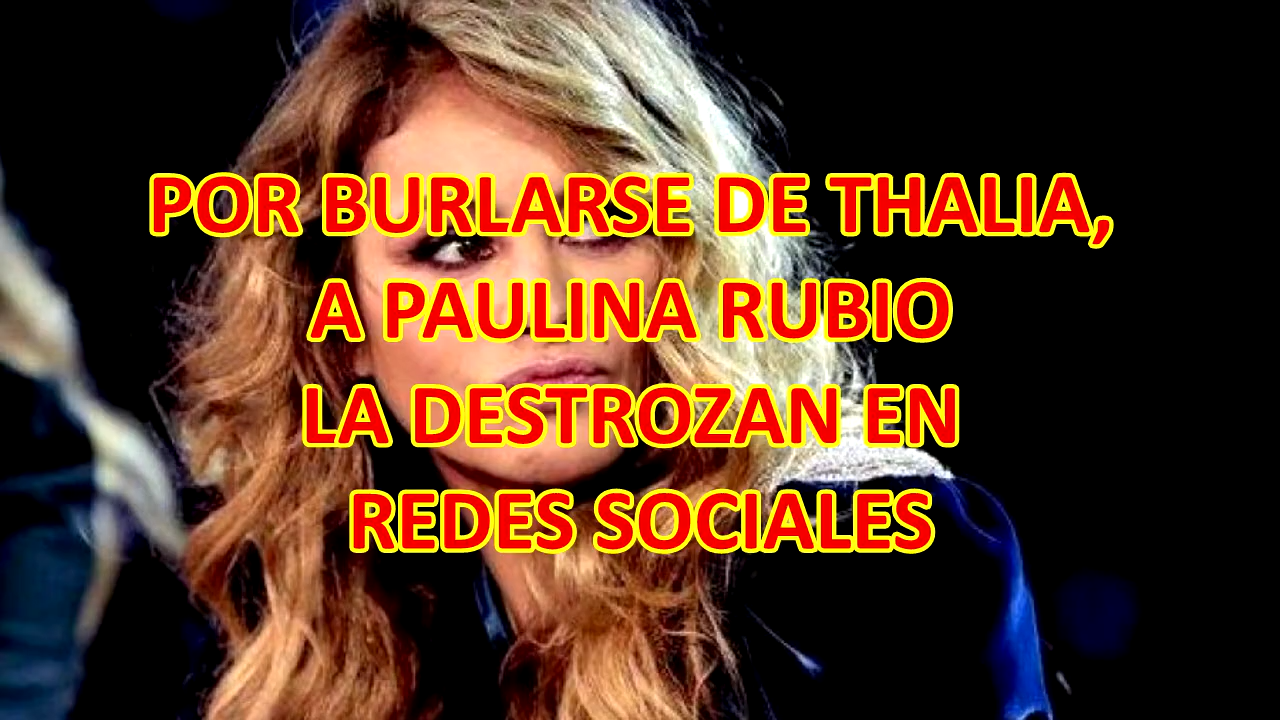 POR BURLARSE DE THALIA,
A PAULINA RUBIO
LA DESTROZAN EN
REDES SOCIALES